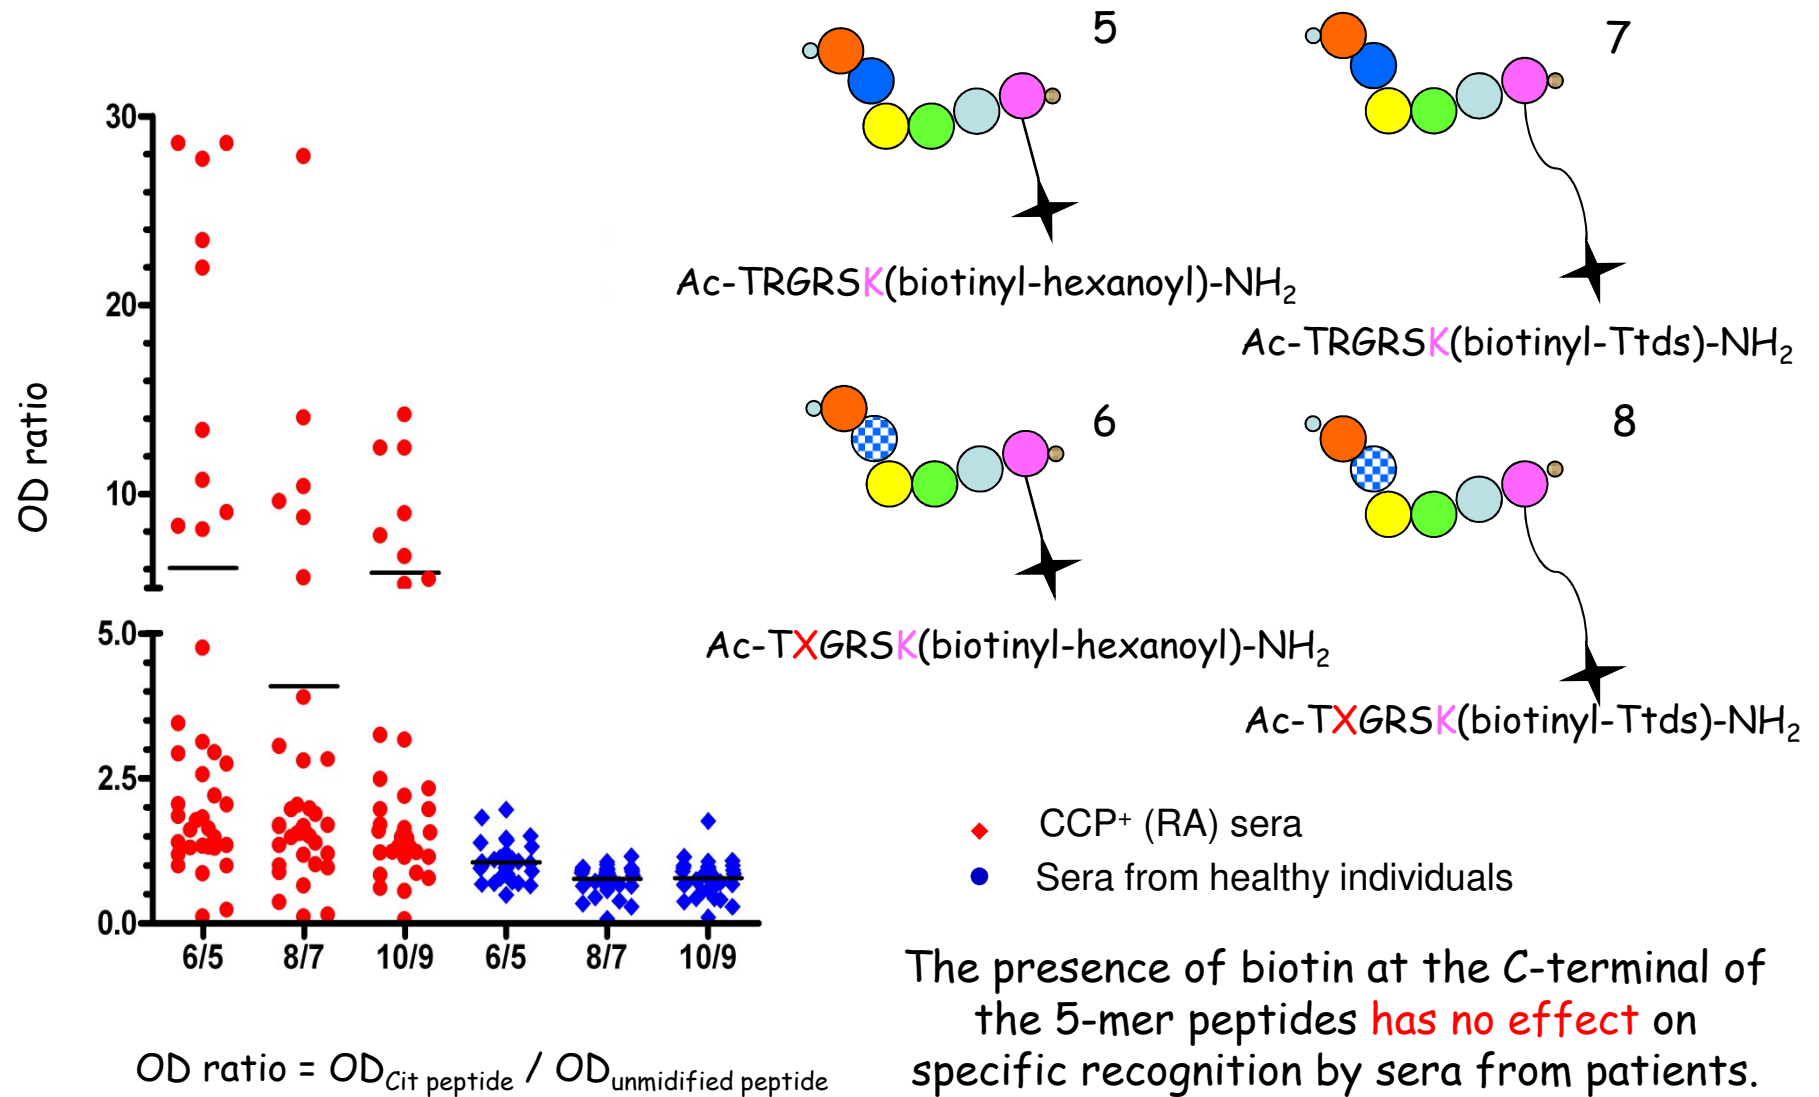 5
7
30
20
10
5.0
2.5
0.0
OD ratio
6/5
8/7
10/9
6/5
8/7
10/9
OD ratio = OD_Cit peptide / OD_unmidified peptide
Ac-TRGRSK(biotinyl-hexanoyl)-NH₂
Ac-TRGRSK(biotinyl-Ttds)-NH₂
6
8
Ac-TXGRSK(biotinyl-hexanoyl)-NH₂
Ac-TXGRSK(biotinyl-Ttds)-NH₂
CCP⁺ (RA) sera
Sera from healthy individuals
The presence of biotin at the C-terminal of
the 5-mer peptides has no effect on
specific recognition by sera from patients.